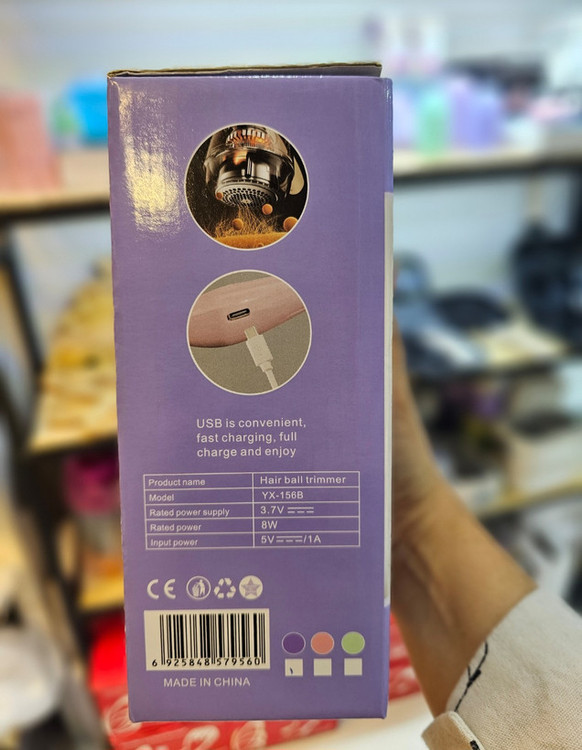 USB is convenient,
fast charging, full
charge and enjoy
Product name Hair ball trimmer
Model YX-156B
Rated power supply 3.7V
Rated power 8W
Input power 5V/1A
CE
6 925848 579560
MADE IN CHINA